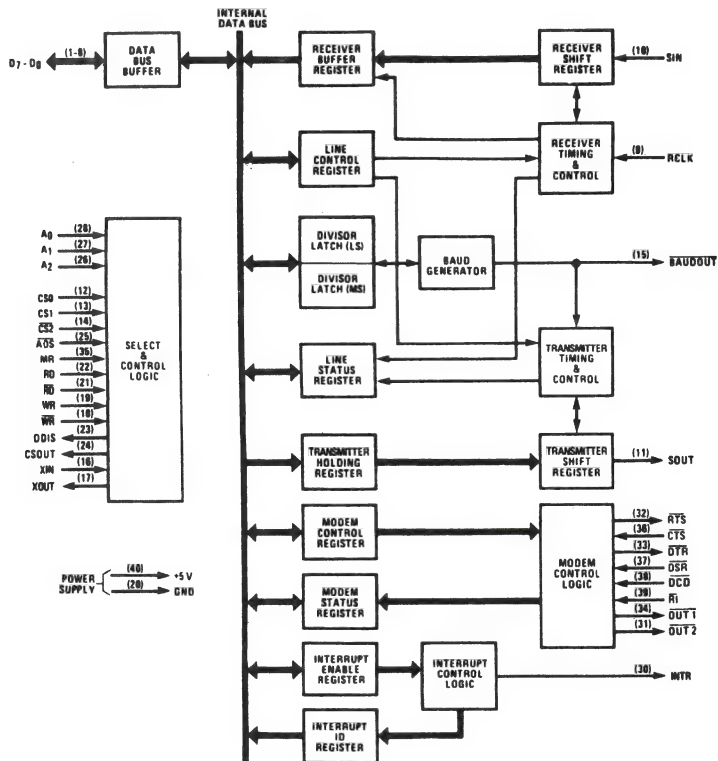 INTERNAL
DATA BUS
D7 - D0
(1-8)
DATA
BUS
BUFFER
RECEIVER
BUFFER
REGISTER
RECEIVER
SHIFT
REGISTER
(10)
SIN
LINE
CONTROL
REGISTER
RECEIVER
TIMING
&
CONTROL
(9)
RCLK
A0
(28)
A1
(27)
A2
(26)
CS0
(12)
CS1
(13)
CS2
(14)
ADS
(25)
MR
(35)
RD
(22)
RD
(21)
WR
(19)
WR
(18)
DDIS
(23)
CSOUT
(24)
XIN
(16)
XOUT
(17)
SELECT
&
CONTROL
LOGIC
DIVISOR
LATCH (LS)
DIVISOR
LATCH (MS)
BAUD
GENERATOR
(15)
BAUDOUT
LINE
STATUS
REGISTER
TRANSMITTER
TIMING
&
CONTROL
TRANSMITTER
HOLDING
REGISTER
TRANSMITTER
SHIFT
REGISTER
(11)
SOUT
MODEM
CONTROL
REGISTER
MODEM
STATUS
REGISTER
MODEM
CONTROL
LOGIC
(32)
RTS
(36)
CTS
(33)
DTR
(37)
DSR
(38)
DCD
(39)
RI
(34)
OUT 1
(31)
OUT 2
POWER
SUPPLY
(40)
+5 V
(20)
GND
INTERRUPT
ENABLE
REGISTER
INTERRUPT
CONTROL
LOGIC
(30)
INTR
INTERRUPT
ID
REGISTER